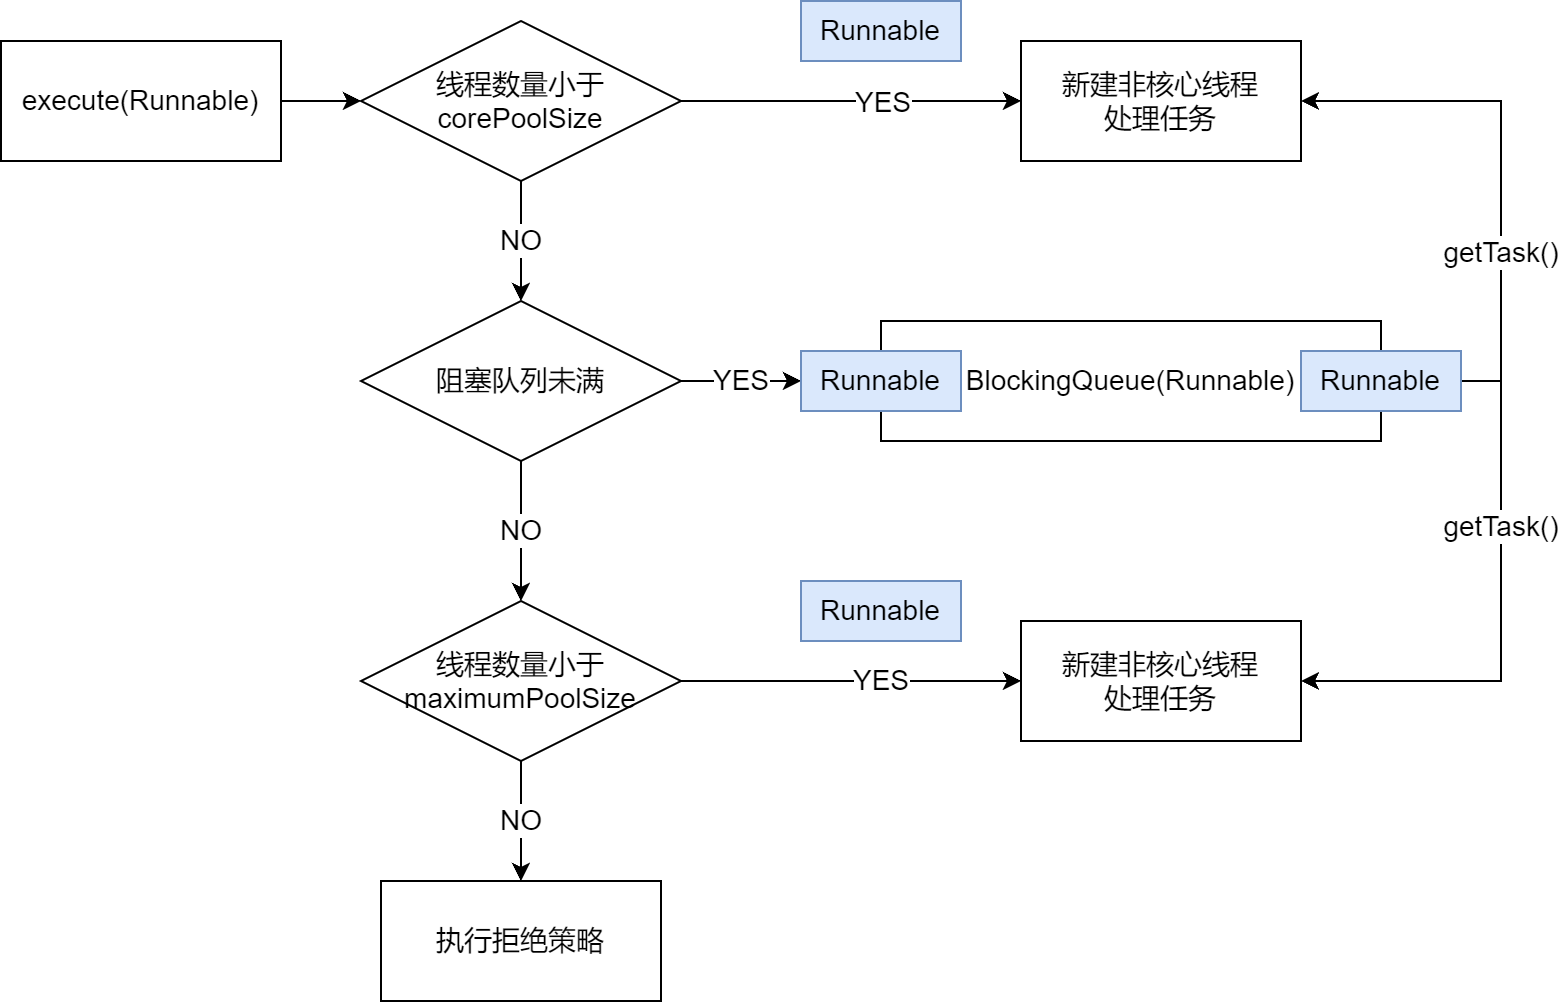 Runnable
execute(Runnable)
线程数量小于
corePoolSize
YES
新建非核心线程
处理任务
NO
getTask()
阻塞队列未满
YES
Runnable
BlockingQueue(Runnable)
Runnable
NO
getTask()
Runnable
线程数量小于
maximumPoolSize
YES
新建非核心线程
处理任务
NO
执行拒绝策略